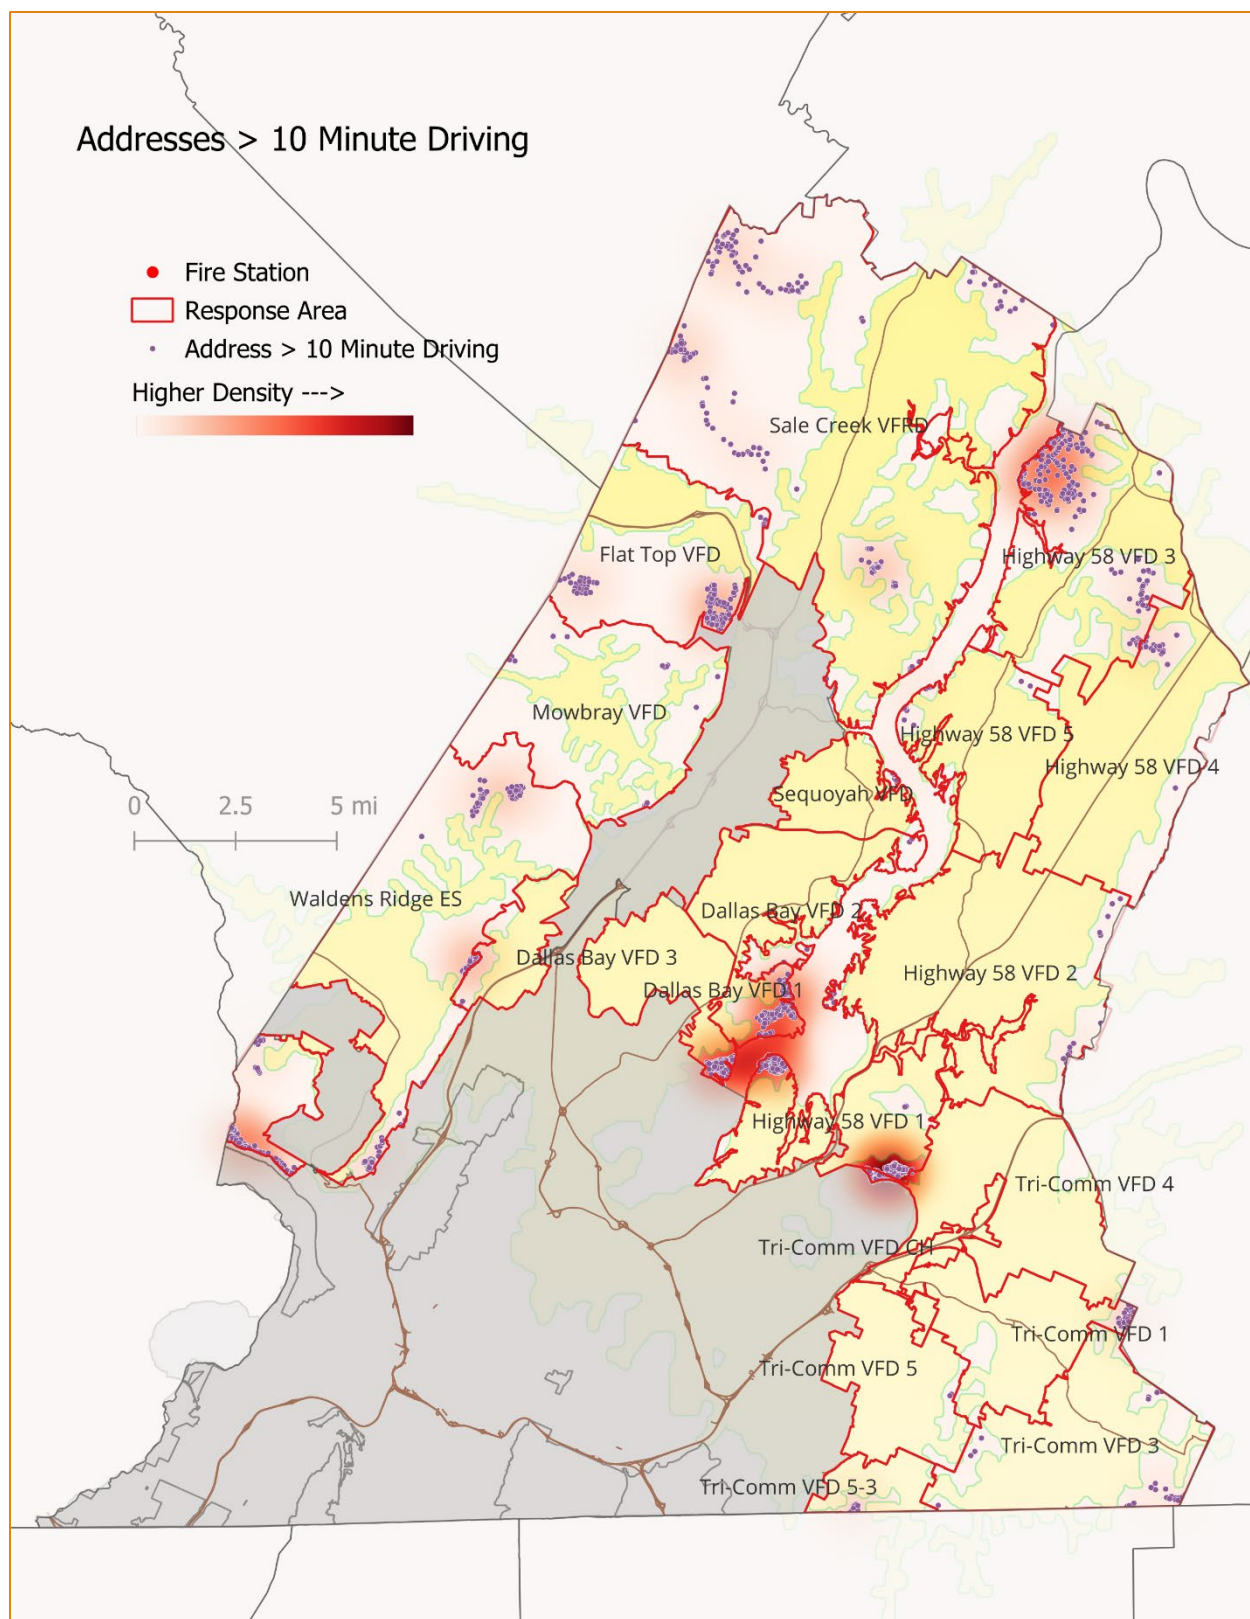 Addresses > 10 Minute Driving
Fire Station
Response Area
Address > 10 Minute Driving
Higher Density --->
Sale Creek VFRD
Flat Top VFD
Highway 58 VFD 3
Mowbray VFD
Highway 58 VFD 5
Highway 58 VFD 4
Sequoyah VFD
0 2.5 5 mi
Waldens Ridge ES
Dallas Bay VFD 2
Dallas Bay VFD 3
Highway 58 VFD 2
Dallas Bay VFD 1
Highway 58 VFD 1
Tri-Comm VFD 4
Tri-Comm VFD CH
Tri-Comm VFD 1
Tri-Comm VFD 5
Tri-Comm VFD 3
Tri-Comm VFD 5-3